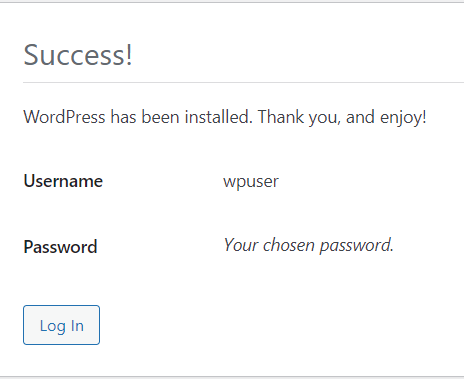 Success!
WordPress has been installed. Thank you, and enjoy!
Username wpuser
Password Your chosen password.
Log In